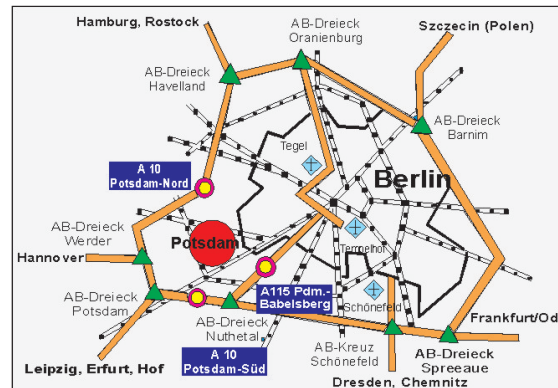 Hamburg, Rostock
Szczecin (Polen)
AB-Dreieck
Oranienburg
AB-Dreieck
Havelland
AB-Dreieck
Barnim
Tegel
A 10
Potsdam-Nord
Berlin
AB-Dreieck
Werder
Potsdam
Tempelhof
Hannover
A115 Pdm.-
Babelsberg
AB-Dreieck
Potsdam
Schönefeld
AB-Dreieck
Nuthetal
Frankfurt/Od
A 10
Potsdam-Süd
AB-Kreuz
Schönefeld
AB-Dreieck
Spreeaue
Leipzig, Erfurt, Hof
Dresden, Chemnitz